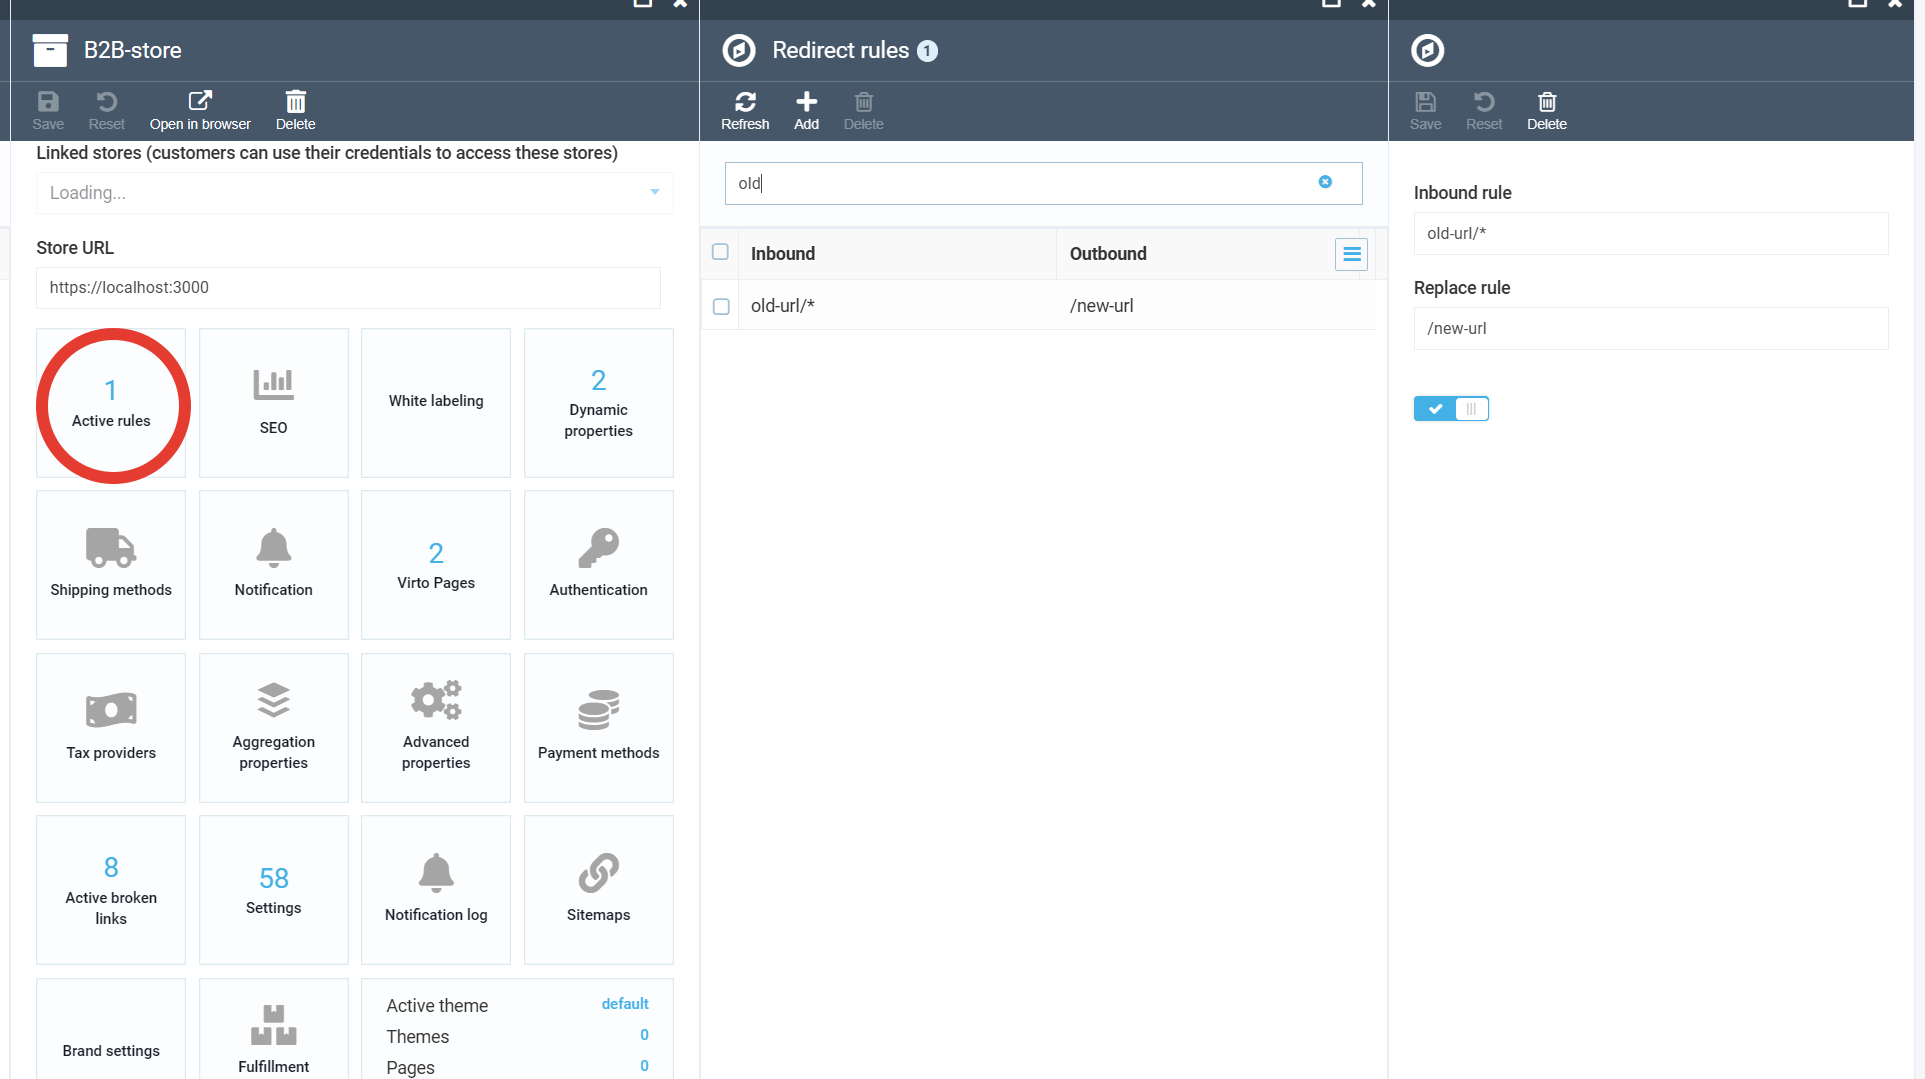 B2B-store
Save
Reset
Open in browser
Delete
Linked stores (customers can use their credentials to access these stores)
Loading...
Store URL
https://localhost:3000
1
Active rules
SEO
White labeling
2
Dynamic
properties
Shipping methods
Notification
2
Virto Pages
Authentication
Tax providers
Aggregation
properties
Advanced
properties
Payment methods
8
Active broken
links
58
Settings
Notification log
Sitemaps
Brand settings
Fulfillment
Active theme default
Themes 0
Pages 0
Redirect rules 1
Refresh
Add
Delete
old
Inbound Outbound
old-url/* /new-url
Save
Reset
Delete
Inbound rule
old-url/*
Replace rule
/new-url